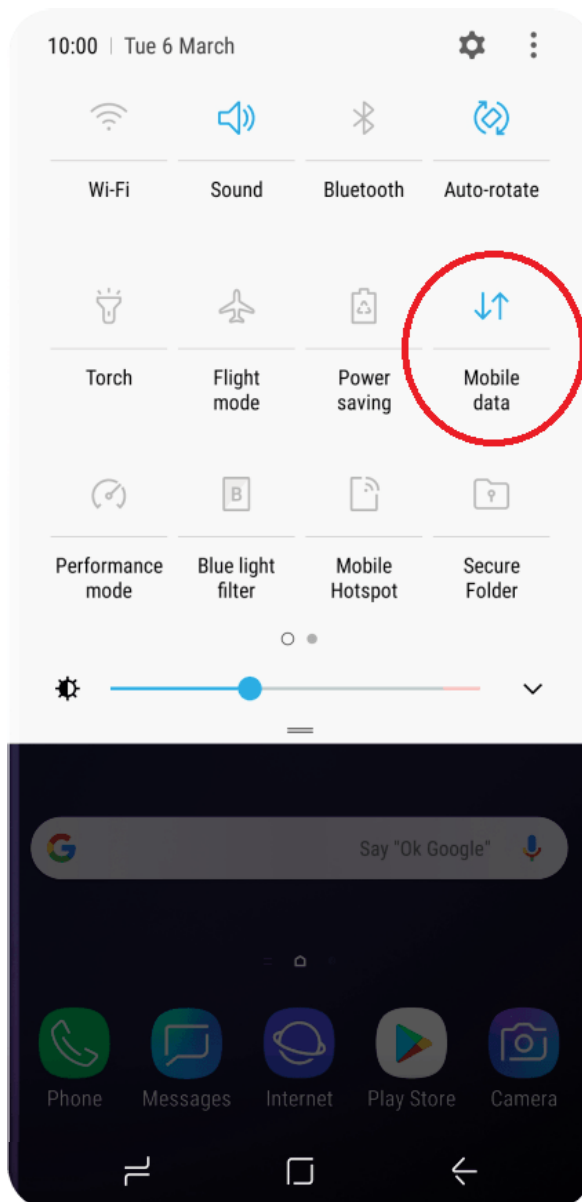 10:00 | Tue 6 March
Wi-Fi Sound Bluetooth Auto-rotate
Torch Flight mode Power saving Mobile data
B
Performance mode Blue light filter Mobile Hotspot Secure Folder
G Say "Ok Google"
Phone Messages Internet Play Store Camera